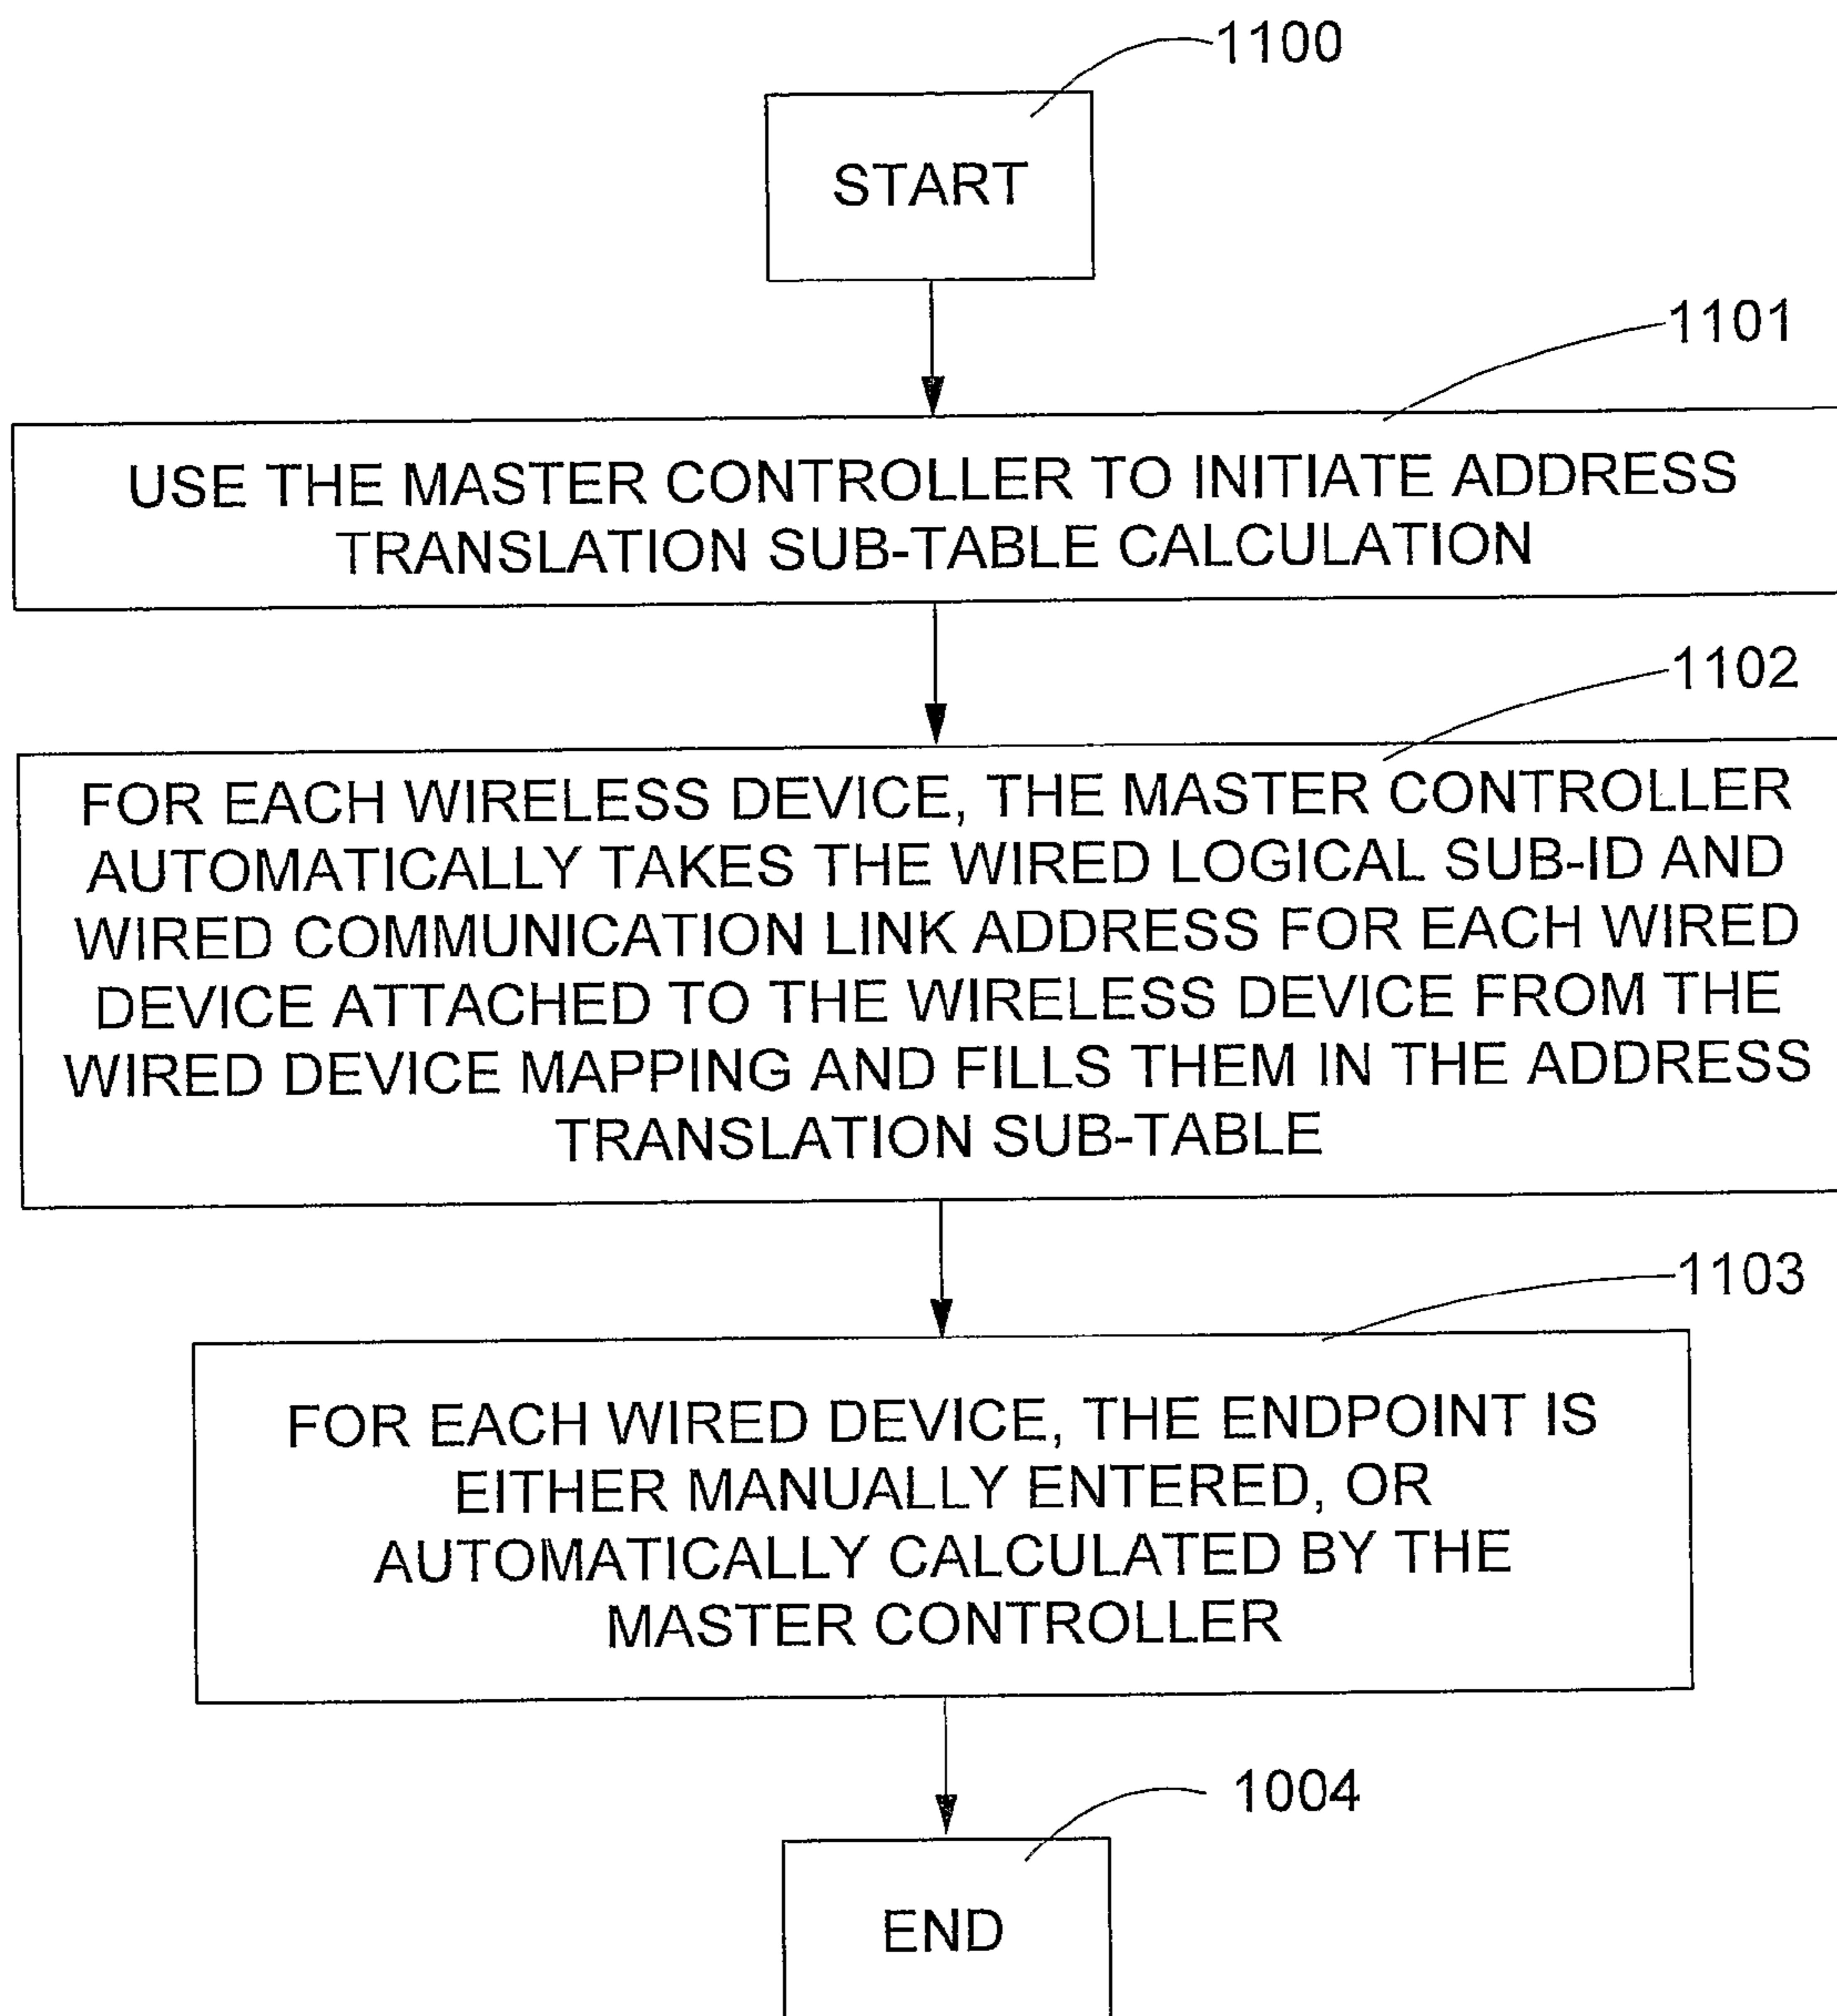 1100
START
1101
USE THE MASTER CONTROLLER TO INITIATE ADDRESS
TRANSLATION SUB-TABLE CALCULATION
1102
FOR EACH WIRELESS DEVICE, THE MASTER CONTROLLER
AUTOMATICALLY TAKES THE WIRED LOGICAL SUB-ID AND
WIRED COMMUNICATION LINK ADDRESS FOR EACH WIRED
DEVICE ATTACHED TO THE WIRELESS DEVICE FROM THE
WIRED DEVICE MAPPING AND FILLS THEM IN THE ADDRESS
TRANSLATION SUB-TABLE
1103
FOR EACH WIRED DEVICE, THE ENDPOINT IS
EITHER MANUALLY ENTERED, OR
AUTOMATICALLY CALCULATED BY THE
MASTER CONTROLLER
1004
END